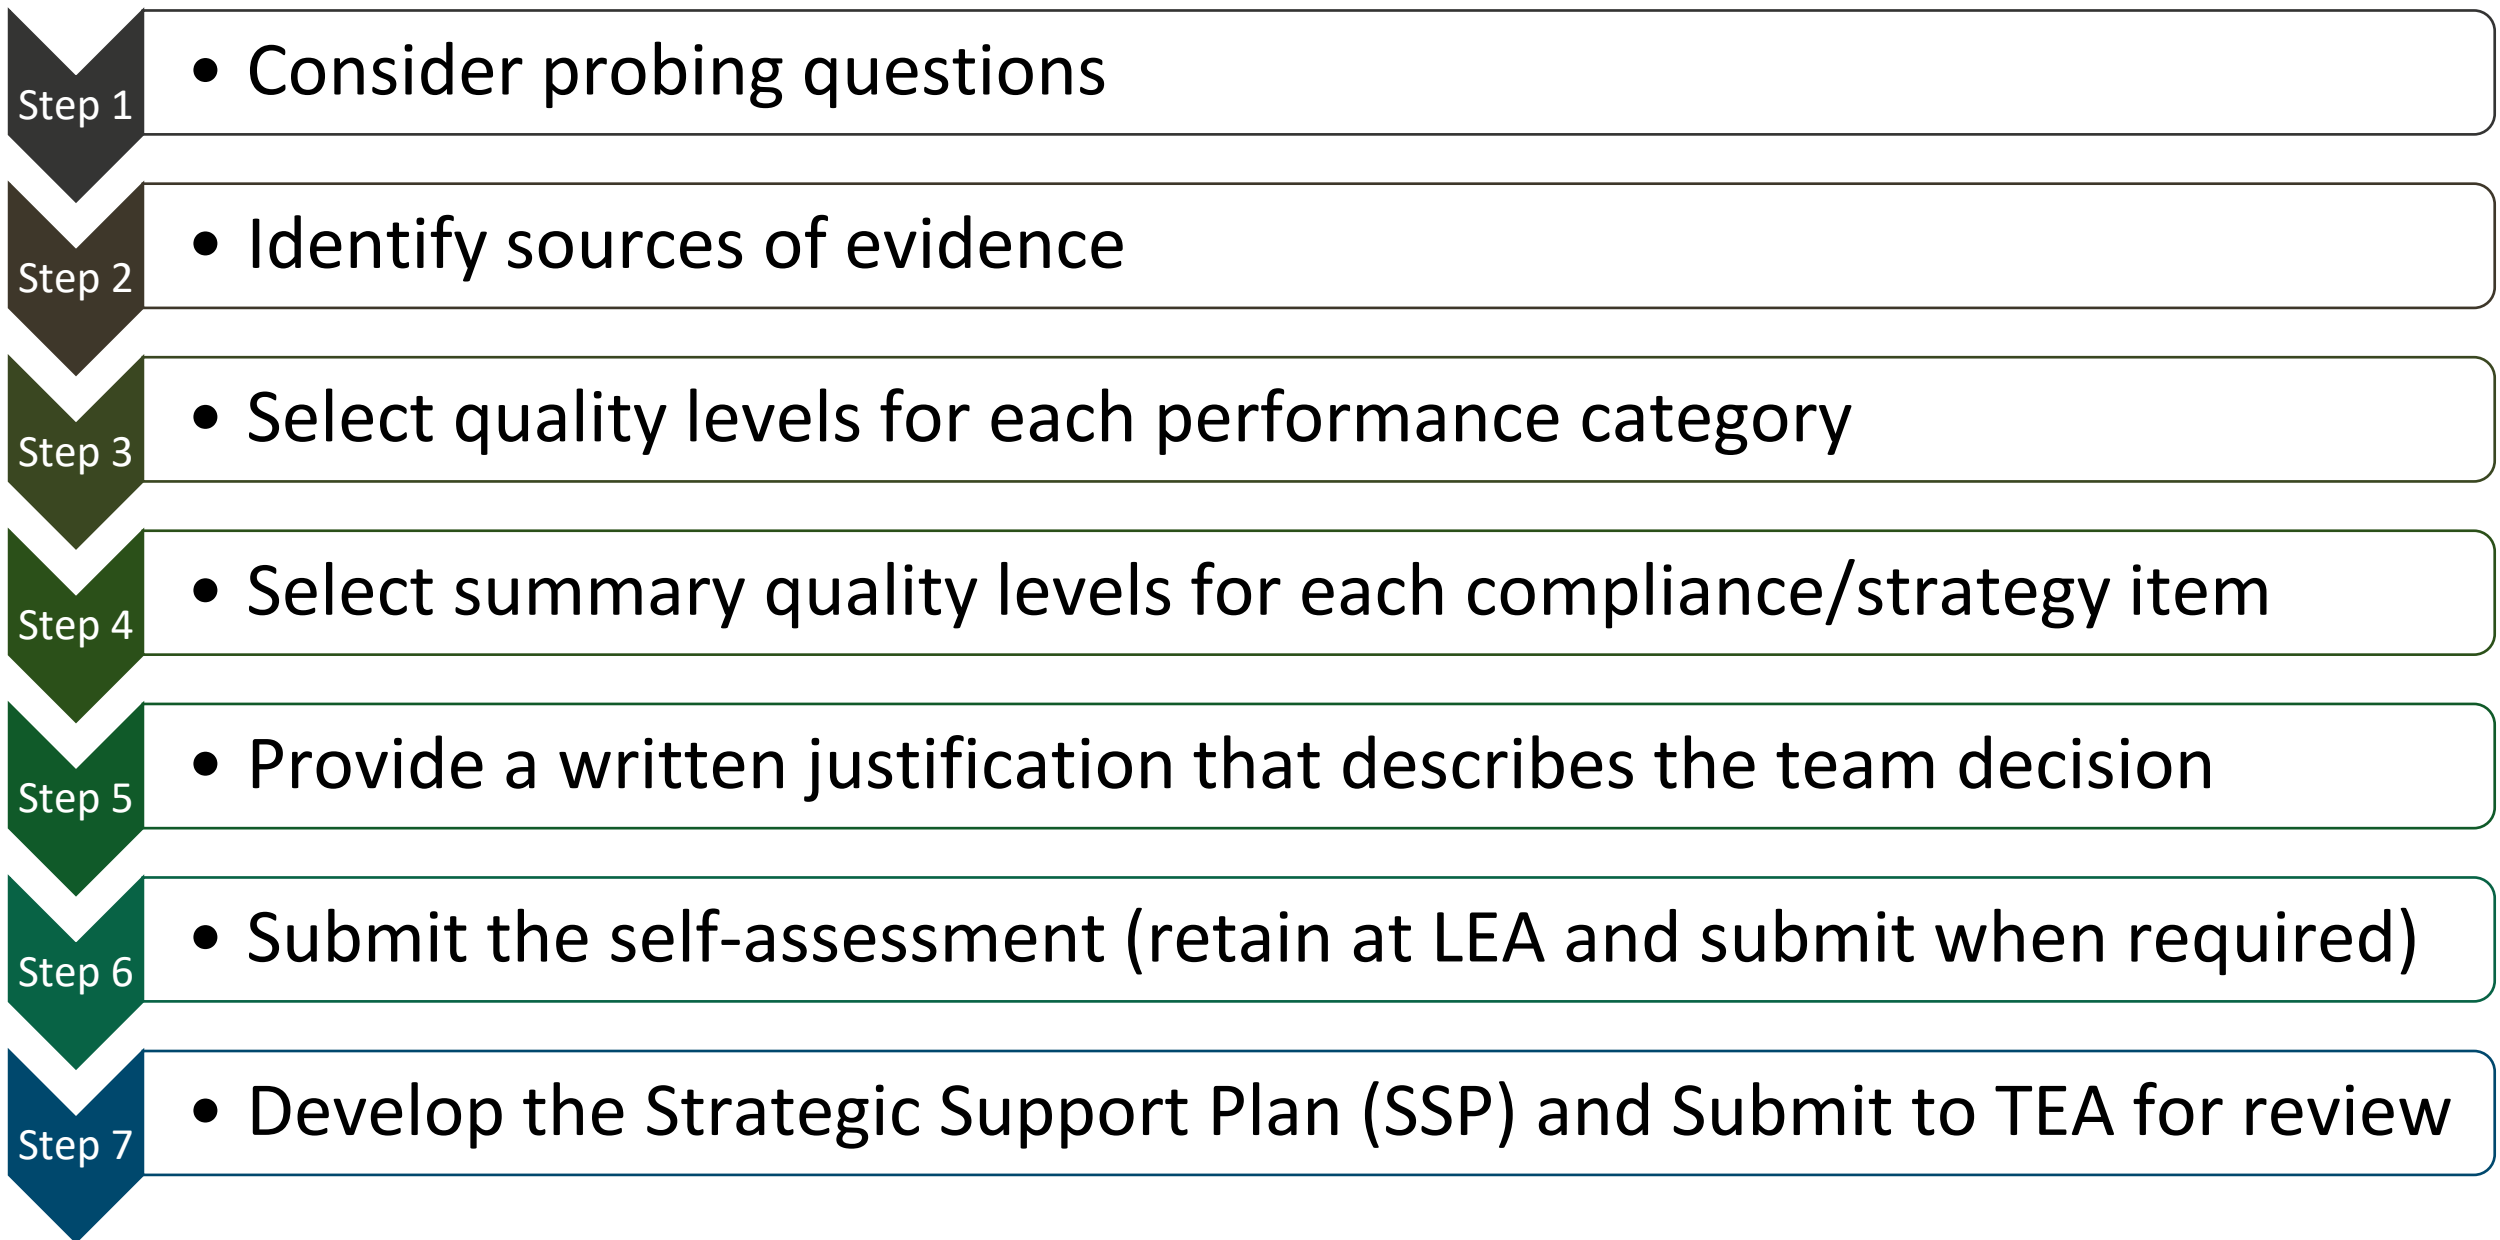 Step 1
• Consider probing questions
Step 2
• Identify sources of evidence
Step 3
• Select quality levels for each performance category
Step 4
• Select summary quality levels for each compliance/strategy item
Step 5
• Provide a written justification that describes the team decision
Step 6
• Submit the self-assessment (retain at LEA and submit when required)
Step 7
• Develop the Strategic Support Plan (SSP) and Submit to TEA for review